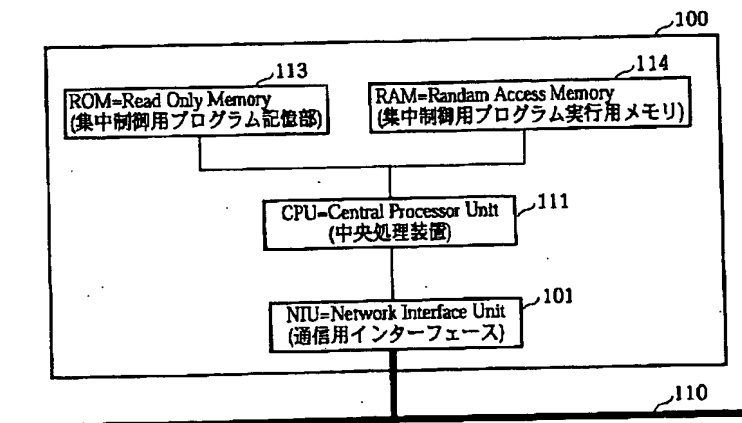 100
113
ROM=Read Only Memory
(集中制御用プログラム記憶部)
114
RAM=Randam Access Memory
(集中制御用プログラム実行用メモリ)
111
CPU=Central Processor Unit
(中央処理装置)
101
NIU=Network Interface Unit
(通信用インターフェース)
110